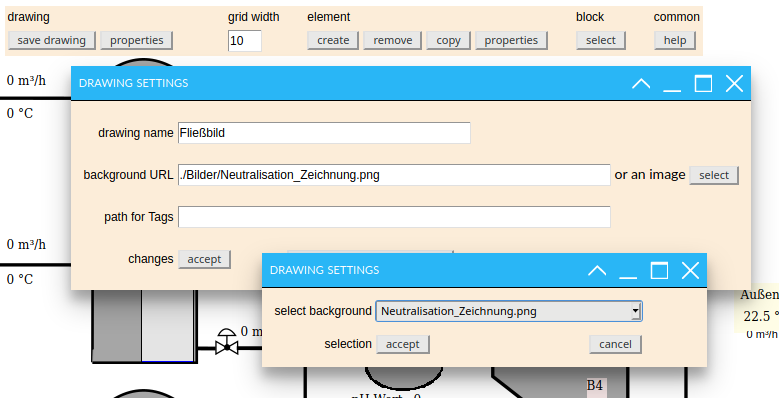 drawing grid width element block common
save drawing properties 10 create remove copy properties select help
0 m³/h
DRAWING SETTINGS
0 °C
drawing name Fließbild
background URL ./Bilder/Neutralisation_Zeichnung.png or an image select
path for Tags
0 m³/h
changes accept
DRAWING SETTINGS
0 °C
select background Neutralisation_Zeichnung.png
selection accept cancel
Außen
22.5 °
0 m³/h
0 m
B4
pH Wert 0